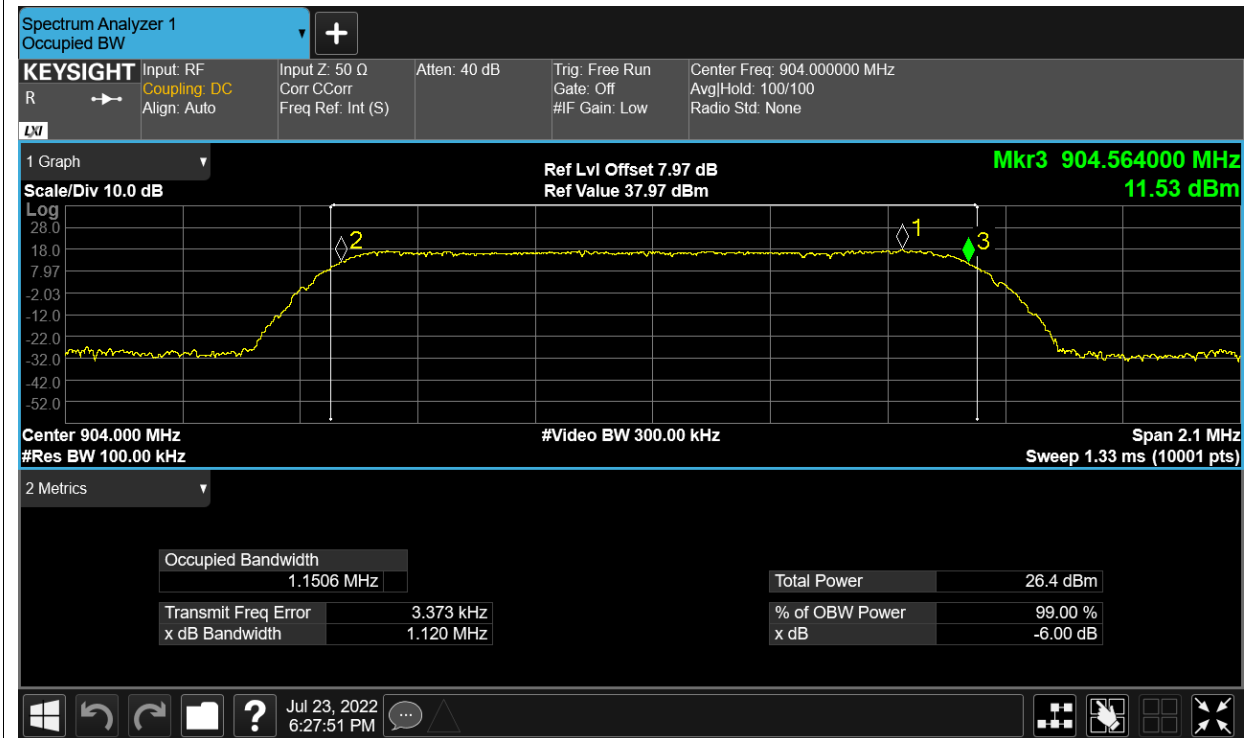 Spectrum Analyzer 1
Occupied BW
KEYSIGHT
R
LXI
Input: RF
Coupling: DC
Align: Auto
Input Z: 50 Ω
Corr CCorr
Freq Ref: Int (S)
Atten: 40 dB
Trig: Free Run
Gate: Off
#IF Gain: Low
Center Freq: 904.000000 MHz
Avg|Hold: 100/100
Radio Std: None
1 Graph
Scale/Div 10.0 dB
Ref Lvl Offset 7.97 dB
Ref Value 37.97 dBm
Mkr3 904.564000 MHz
11.53 dBm
Log
28.0
18.0
7.97
-2.03
-12.0
-22.0
-32.0
-42.0
-52.0
2
1
3
Center 904.000 MHz
#Res BW 100.00 kHz
#Video BW 300.00 kHz
Span 2.1 MHz
Sweep 1.33 ms (10001 pts)
2 Metrics
Occupied Bandwidth
1.1506 MHz
Transmit Freq Error 3.373 kHz
x dB Bandwidth 1.120 MHz
Total Power 26.4 dBm
% of OBW Power 99.00 %
x dB -6.00 dB
?
Jul 23, 2022
6:27:51 PM